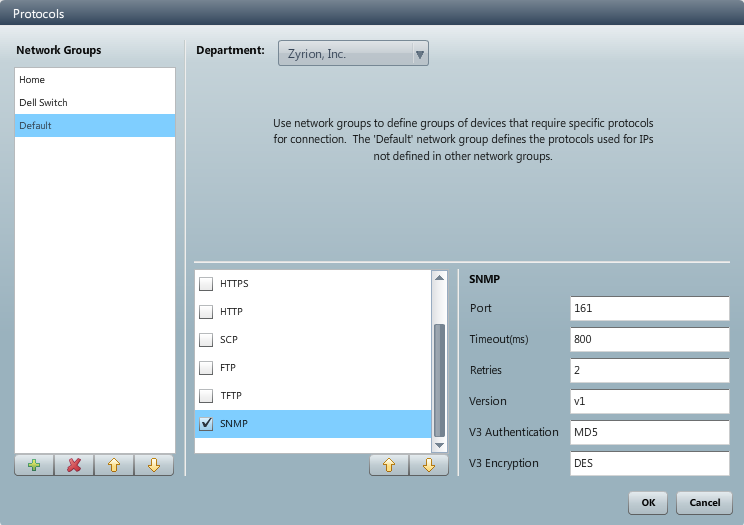 Protocols
Network Groups
Home
Dell Switch
Default
Department:
Zyrion, Inc.
Use network groups to define groups of devices that require specific protocols
for connection.  The 'Default' network group defines the protocols used for IPs
not defined in other network groups.
HTTPS
HTTP
SCP
FTP
TFTP
SNMP
SNMP
Port 161
Timeout(ms) 800
Retries 2
Version v1
V3 Authentication MD5
V3 Encryption DES
OK Cancel